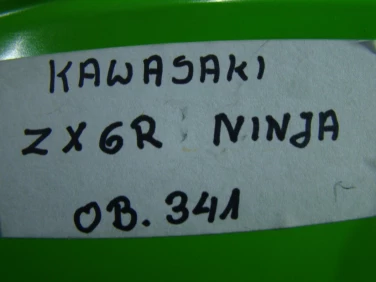 KAWASAKI
ZX6R NINJA
OB. 341